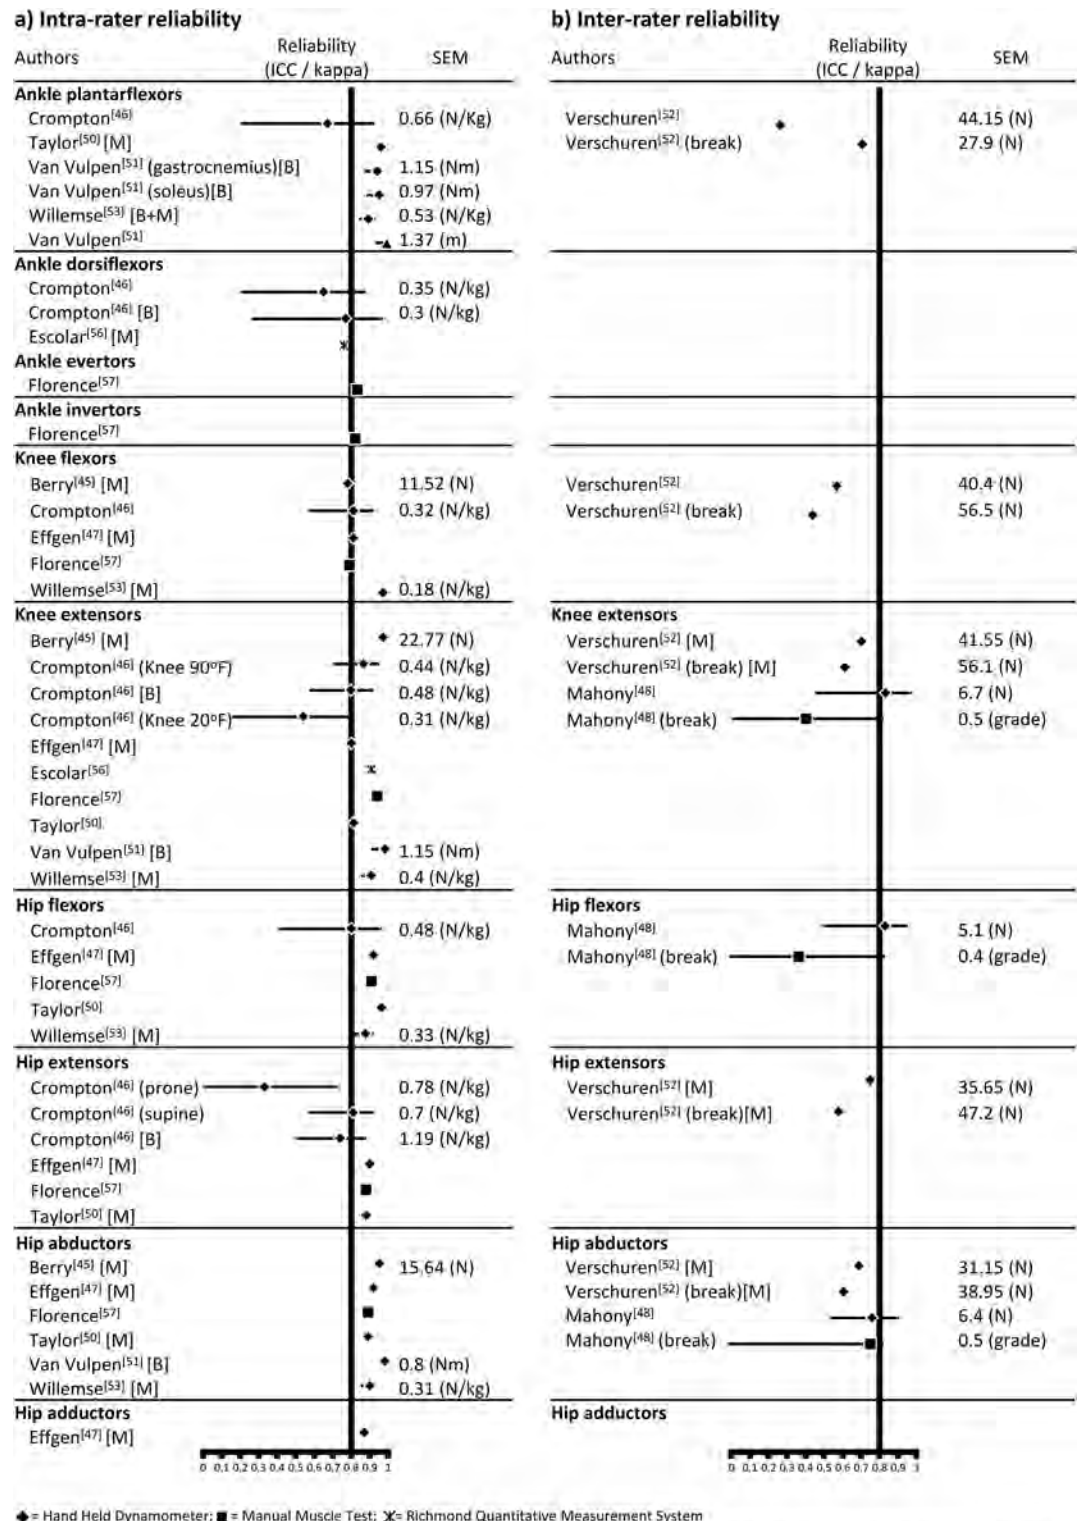 a) Intra-rater reliability
Authors Reliability (ICC / kappa) SEM
Ankle plantarflexors
Crompton[46] 0.66 (N/Kg)
Taylor[50] [M]
Van Vulpen[51] (gastrocnemius)[B] 1.15 (Nm)
Van Vulpen[51] (soleus)[B] 0.97 (Nm)
Willemse[53] [B+M] 0.53 (N/Kg)
Van Vulpen[51] 1.37 (m)
Ankle dorsiflexors
Crompton[46] 0.35 (N/kg)
Crompton[46] [B] 0.3 (N/kg)
Escolar[56] [M]
Ankle evertors
Florence[57]
Ankle invertors
Florence[57]
Knee flexors
Berry[45] [M] 11.52 (N)
Crompton[46] 0.32 (N/kg)
Effgen[47] [M]
Florence[57]
Willemse[53] [M] 0.18 (N/kg)
Knee extensors
Berry[45] [M] 22.77 (N)
Crompton[46] (Knee 90°F) 0.44 (N/kg)
Crompton[46] [B] 0.48 (N/kg)
Crompton[46] (Knee 20°F) 0.31 (N/kg)
Effgen[47] [M]
Escolar[56]
Florence[57]
Taylor[50]
Van Vulpen[51] [B] 1.15 (Nm)
Willemse[53] [M] 0.4 (N/kg)
Hip flexors
Crompton[46] 0.48 (N/kg)
Effgen[47] [M]
Florence[57]
Taylor[50]
Willemse[53] [M] 0.33 (N/kg)
Hip extensors
Crompton[46] (prone) 0.78 (N/kg)
Crompton[46] (supine) 0.7 (N/kg)
Crompton[46] [B] 1.19 (N/kg)
Effgen[47] [M]
Florence[57]
Taylor[50] [M]
Hip abductors
Berry[45] [M] 15.64 (N)
Effgen[47] [M]
Florence[57]
Taylor[50] [M]
Van Vulpen[51] [B] 0.8 (Nm)
Willemse[53] [M] 0.31 (N/kg)
Hip adductors
Effgen[47] [M]
0 0,1 0,2 0,3 0,4 0,5 0,6 0,7 0,8 0,9 1
b) Inter-rater reliability
Authors Reliability (ICC / kappa) SEM
Verschuren[52] 44.15 (N)
Verschuren[52] (break) 27.9 (N)
Verschuren[52] 40.4 (N)
Verschuren[52] (break) 56.5 (N)
Knee extensors
Verschuren[52] [M] 41.55 (N)
Verschuren[52] (break) [M] 56.1 (N)
Mahony[48] 6.7 (N)
Mahony[48] (break) 0.5 (grade)
Hip flexors
Mahony[48] 5.1 (N)
Mahony[48] (break) 0.4 (grade)
Hip extensors
Verschuren[52] [M] 35.65 (N)
Verschuren[52] (break)[M] 47.2 (N)
Hip abductors
Verschuren[52] [M] 31.15 (N)
Verschuren[52] (break)[M] 38.95 (N)
Mahony[48] 6.4 (N)
Mahony[48] (break) 0.5 (grade)
Hip adductors
0 0,1 0,2 0,3 0,4 0,5 0,6 0,7 0,8 0,9 1
◆ = Hand Held Dynamometer; ■ = Manual Muscle Test; ӿ = Richmond Quantitative Measurement System